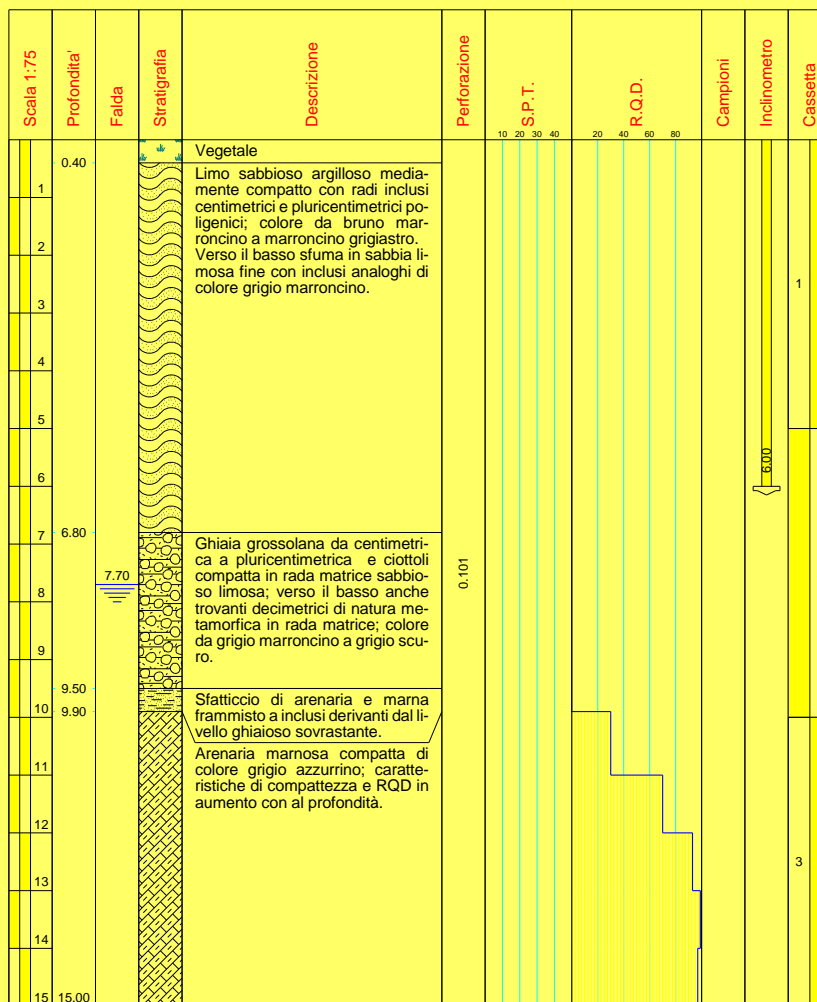 Scala 1:75
Profondita'
Falda
Stratigrafia
Descrizione
Perforazione
S.P.T.
R.Q.D.
Campioni
Inclinometro
Cassetta
10 20 30 40
20 40 60 80
Vegetale
0.40
Limo sabbioso argilloso media-
mente compatto con radi inclusi
centimetrici e pluricentimetrici po-
ligenici; colore da bruno mar-
roncino a marroncino grigiastro.
Verso il basso sfuma in sabbia li-
mosa fine con inclusi analoghi di
colore grigio marroncino.
1
2
3
4
5
6
7
8
9
10
11
12
13
14
15
1
6.00
6.80
Ghiaia grossolana da centimetri-
ca a pluricentimetrica e ciottoli
compatta in rada matrice sabbio-
so limosa; verso il basso anche
trovanti decimetrici di natura me-
tamorfica in rada matrice; colore
da grigio marroncino a grigio scu-
ro.
7.70
0.101
9.50
Sfatticcio di arenaria e marna
frammisto a inclusi derivanti dal li-
vello ghiaioso sovrastante.
9.90
Arenaria marnosa compatta di
colore grigio azzurrino; caratte-
ristiche di compattezza e RQD in
aumento con al profondità.
3
15.00